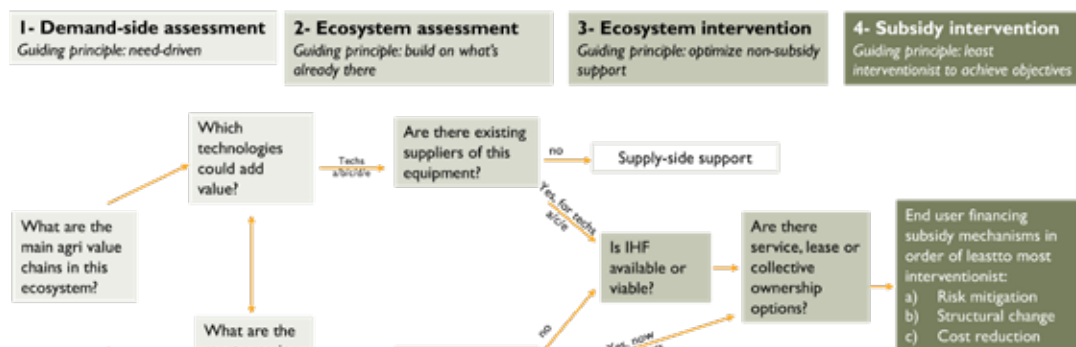 1- Demand-side assessment
Guiding principle: need-driven
2- Ecosystem assessment
Guiding principle: build on what's
already there
3- Ecosystem intervention
Guiding principle: optimize non-subsidy
support
4- Subsidy intervention
Guiding principle: least
interventionist to achieve objectives
Which
technologies
could add
value?
Techs
a/b/c/d/e
Are there existing
suppliers of this
equipment?
no
Supply-side support
Yes, for techs
a/c/e
What are the
main agri value
chains in this
ecosystem?
Is IHF
available or
viable?
Are there
service, lease or
collective
ownership
options?
End user financing
subsidy mechanisms in
order of leastto most
interventionist:
a) Risk mitigation
b) Structural change
c) Cost reduction
What are the
no
Yes, now